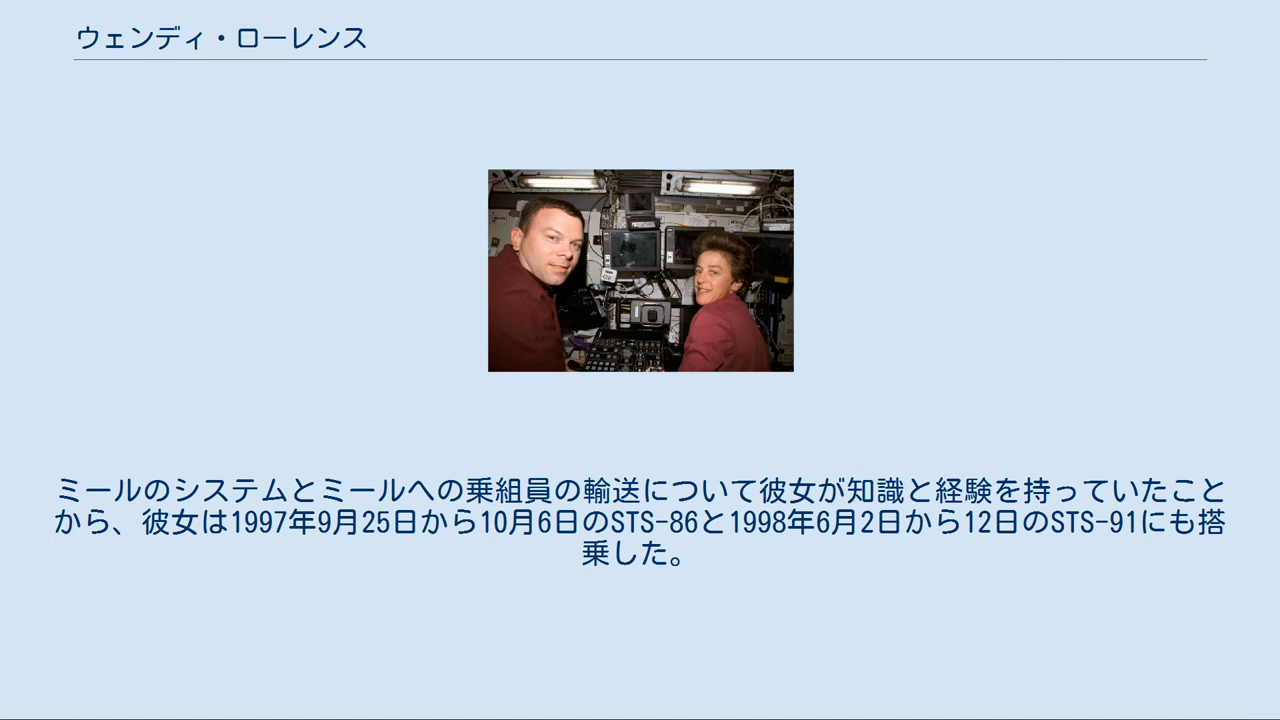 ウェンディ・ローレンス
ミールのシステムとミールへの乗組員の輸送について彼女が知識と経験を持っていたこと
から、彼女は1997年9月25日から10月6日のSTS-86と1998年6月2日から12日のSTS-91にも搭
乗した。